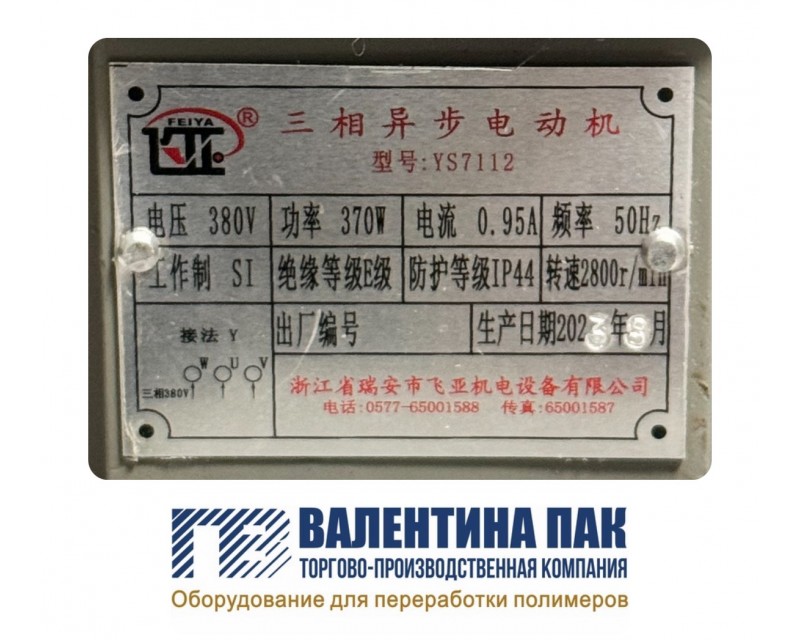 FEIYA ® 三相异步电动机
型号:YS7112
电压 380V 功率 370W 电流 0.95A 频率 50Hz
工作制 SI 绝缘等级E级 防护等级IP44 转速2800r/min
接法 Y 出厂编号 生产日期2023年8月
W U V
三相380V
浙江省瑞安市飞亚机电设备有限公司
电话:0577-65001588 传真:65001587
ВАЛЕНТИНА ПАК
ТОРГОВО-ПРОИЗВОДСТВЕННАЯ КОМПАНИЯ
Оборудование для переработки полимеров